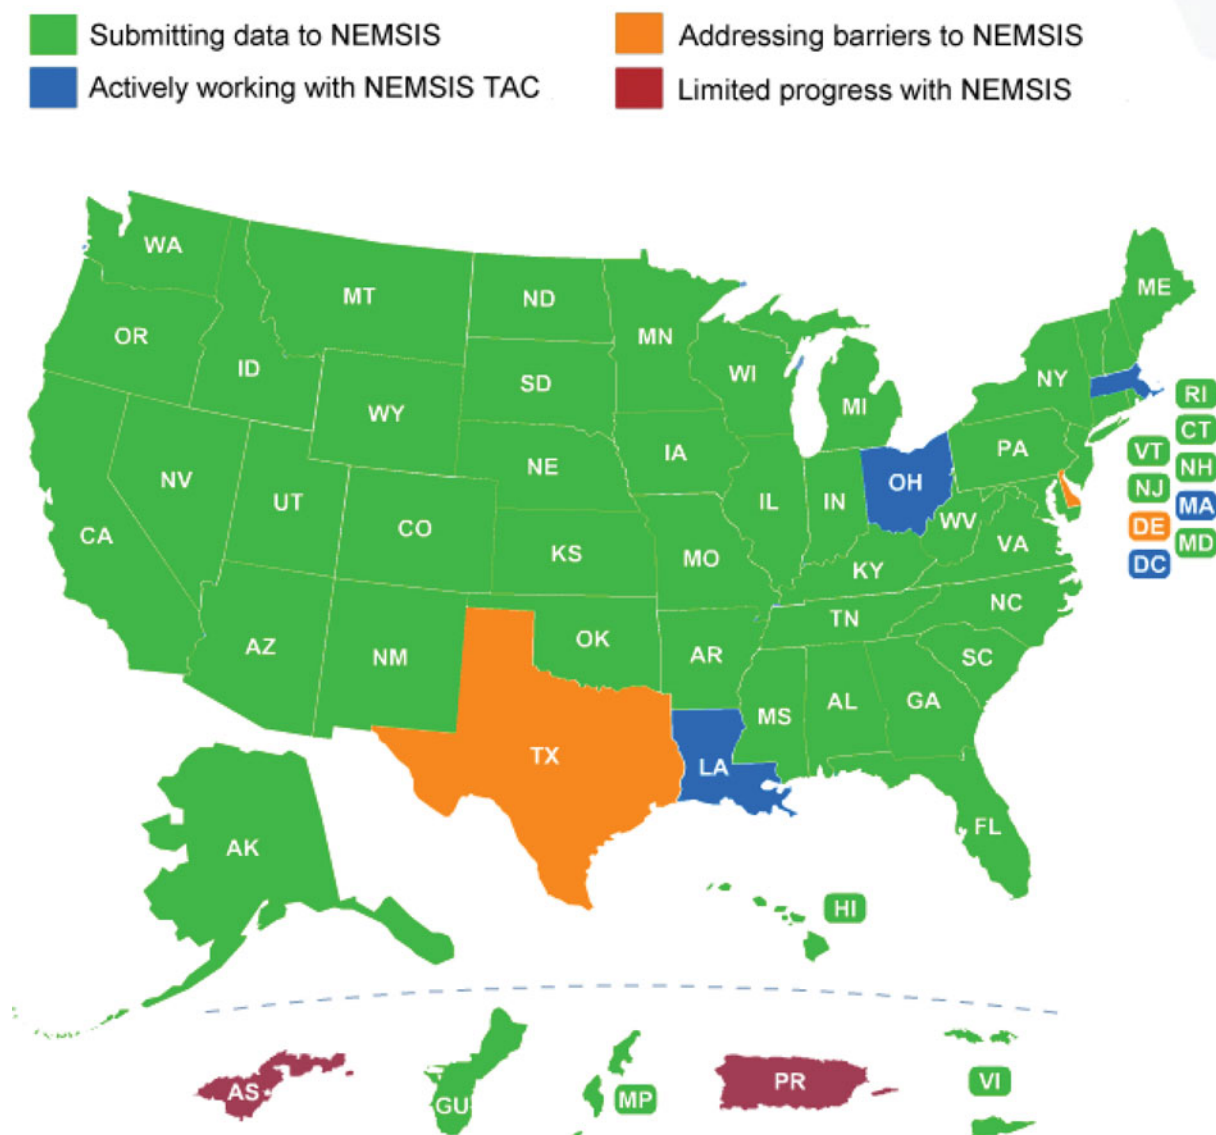 Submitting data to NEMSIS
Addressing barriers to NEMSIS
Actively working with NEMSIS TAC
Limited progress with NEMSIS
WA
MT
ND
MN
ME
OR
ID
SD
WI
MI
NY
WY
RI
CT
VT
NH
NJ
MA
DE
MD
DC
NE
IA
PA
NV
UT
CO
IL
IN
OH
WV
VA
CA
KS
MO
KY
NC
TN
AZ
NM
OK
AR
SC
MS
AL
GA
TX
LA
FL
AK
HI
AS
GU
MP
PR
VI